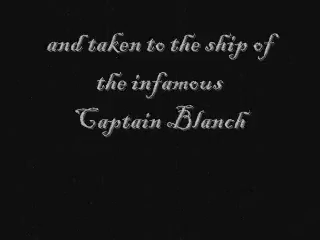 and taken to the ship of
the infamous
Captain Blanch